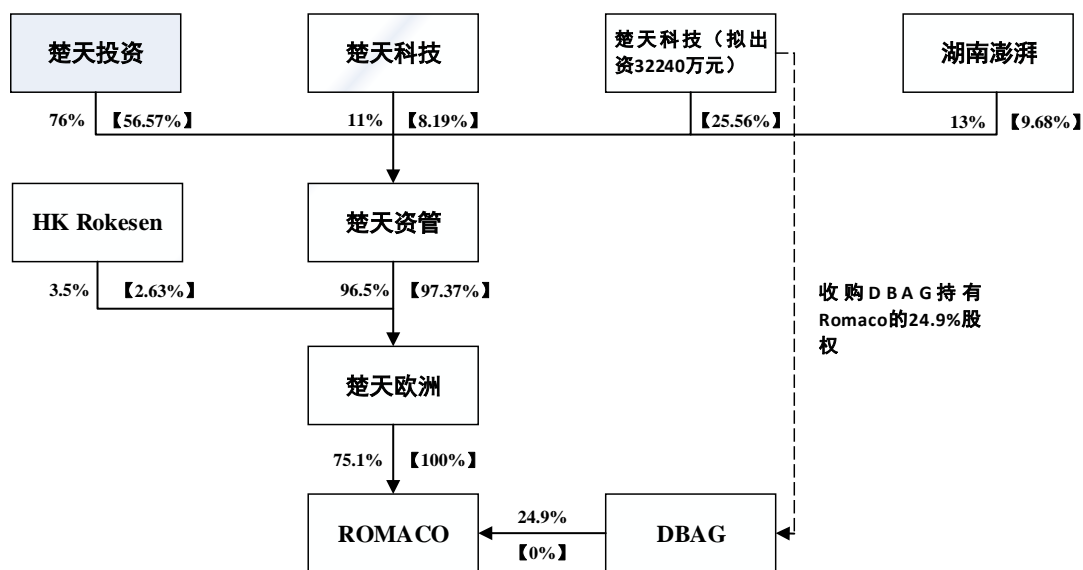 楚天投资
楚天科技
楚天科技（拟出
资32240万元）
湖南澎湃
76% 【56.57%】
11% 【8.19%】
【25.56%】
13% 【9.68%】
HK Rokesen
楚天资管
3.5% 【2.63%】
96.5% 【97.37%】
收购DBAG持有
Romaco的24.9%股
权
楚天欧洲
75.1% 【100%】
ROMACO
24.9%
【0%】
DBAG